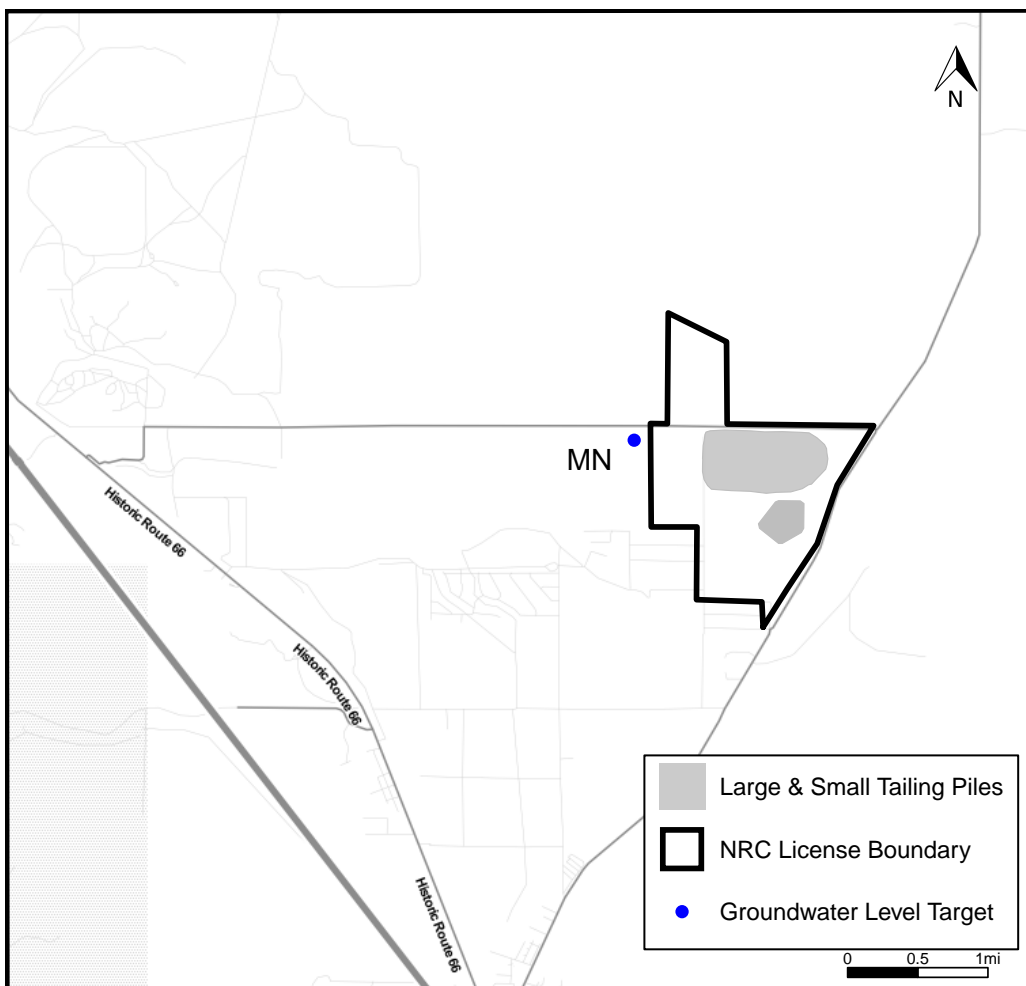 N
MN
Historic Route 66
Historic Route 66
Historic Route 66
Large & Small Tailing Piles
NRC License Boundary
Groundwater Level Target
0 0.5 1mi